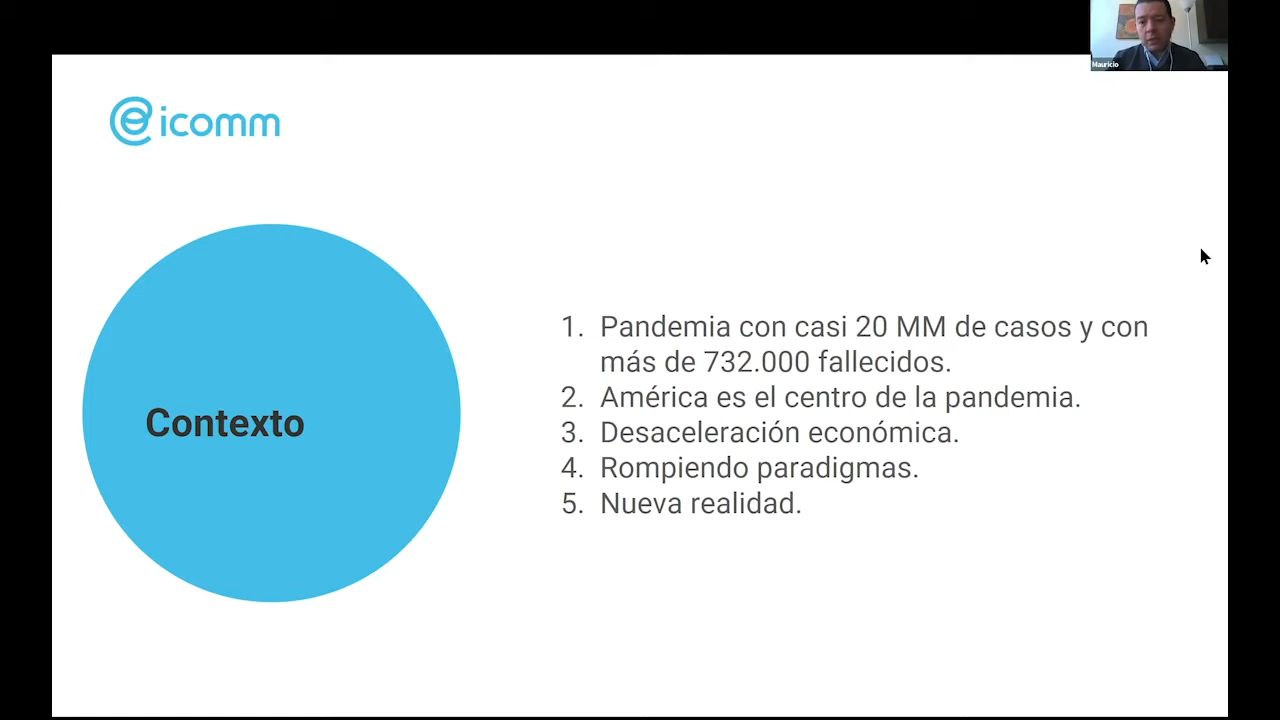 Mauricio
icomm
Contexto
1. Pandemia con casi 20 MM de casos y con
más de 732.000 fallecidos.
2. América es el centro de la pandemia.
3. Desaceleración económica.
4. Rompiendo paradigmas.
5. Nueva realidad.